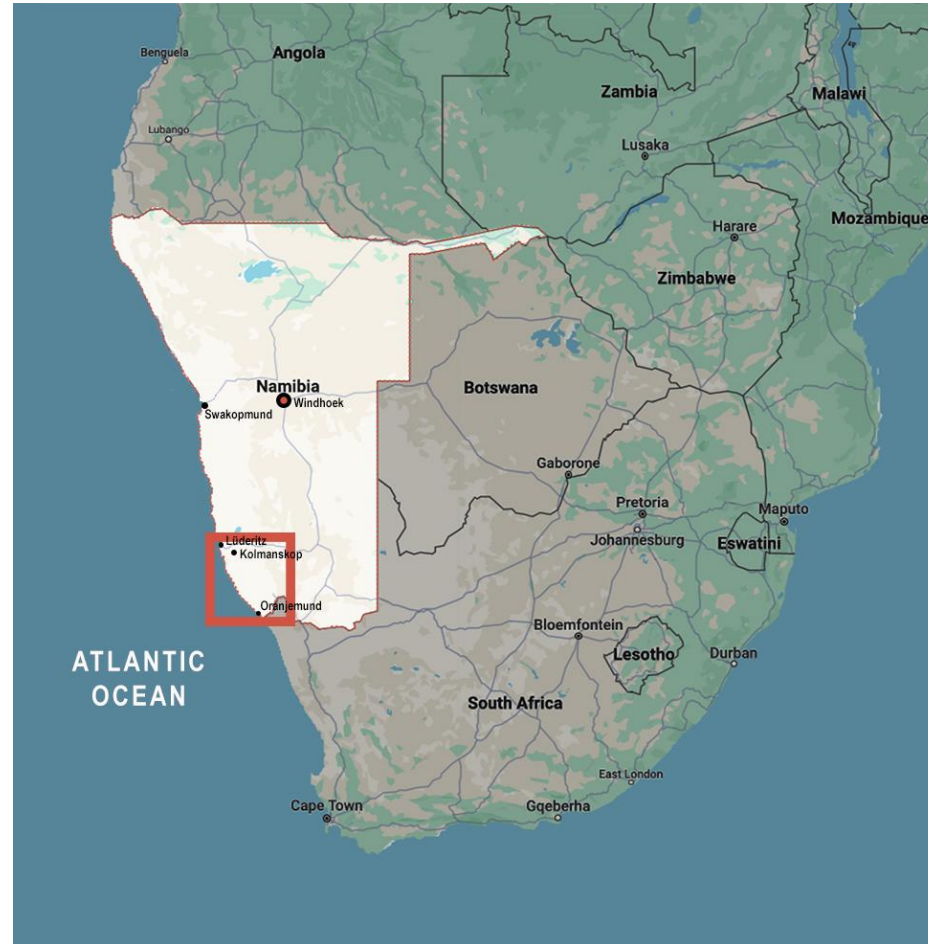 Benguela
Angola
Zambia
Malawi
Lubango
Lusaka
Mozambique
Harare
Zimbabwe
Namibia
Windhoek
Swakopmund
Botswana
Gaborone
Pretoria
Maputo
Johannesburg
Eswatini
Lüderitz
Kolmanskop
Oranjemund
Bloemfontein
Lesotho
Durban
ATLANTIC
OCEAN
South Africa
East London
Cape Town
Gqeberha